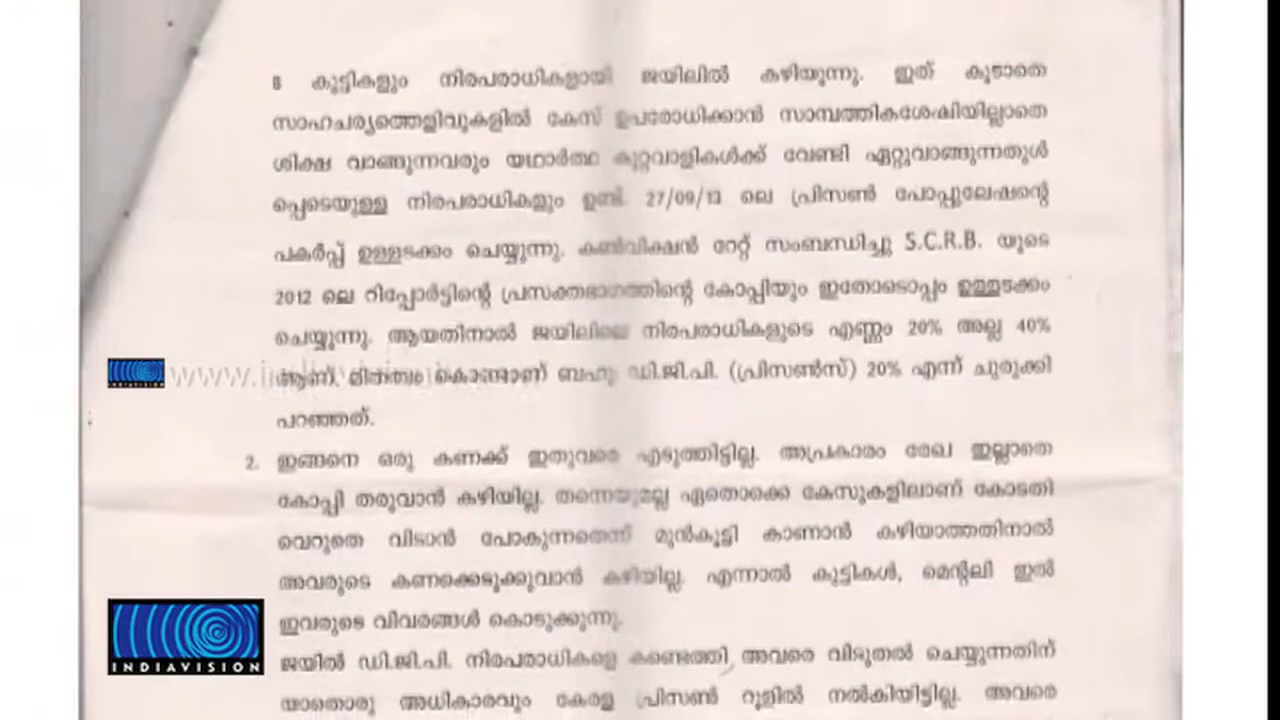 8 കുട്ടികളും നിരപരാധികളായി ജയിലിൽ കഴിയുന്നു. ഇത് കൂടാതെ
സാഹചര്യത്തെളിവുകളിൽ കേസ് ഉപരോധിക്കാൻ സാമ്പത്തികശേഷിയില്ലാതെ
ശിക്ഷ വാങ്ങുന്നവരും യഥാർത്ഥ കുറ്റവാളികൾക്ക് വേണ്ടി ഏറ്റുവാങ്ങുന്നതുൾ
പ്പെടെയുള്ള നിരപരാധികളും ഉണ്ട്. 27/09/13 ലെ പ്രിസൺ പോപ്പുലേഷന്റെ
പകർപ്പ് ഉള്ളടക്കം ചെയ്യുന്നു. കൺവിക്ഷൻ റേറ്റ് സംബന്ധിച്ചു S.C.R.B. യുടെ
2012 ലെ റിപ്പോർട്ടിന്റെ പ്രസക്തഭാഗത്തിന്റെ കോപ്പിയും ഇതോടൊപ്പം ഉള്ളടക്കം
ചെയ്യുന്നു. ആയതിനാൽ ജയിലിലെ നിരപരാധികളുടെ എണ്ണം 20% അല്ല 40%
ആണ്. മിതത്വം കൊണ്ടാണ് ബഹു ഡി.ജി.പി. (പ്രിസൺസ്) 20% എന്ന് ചുരുക്കി
പറഞ്ഞത്.
2. ഇങ്ങനെ ഒരു കണക്ക് ഇതുവരെ എടുത്തിട്ടില്ല. അപ്രകാരം രേഖ ഇല്ലാതെ
കോപ്പി തരുവാൻ കഴിയില്ല. തന്നെയുമല്ല ഏതൊക്കെ കേസുകളിലാണ് കോടതി
വെറുതെ വിടാൻ പോകുന്നതെന്ന് മുൻകൂട്ടി കാണാൻ കഴിയാത്തതിനാൽ
അവരുടെ കണക്കെടുക്കുവാൻ കഴിയില്ല. എന്നാൽ കുട്ടികൾ, മെന്റലി ഇൽ
ഇവരുടെ വിവരങ്ങൾ കൊടുക്കുന്നു.
ജയിൽ ഡി.ജി.പി. നിരപരാധികളെ കണ്ടെത്തി അവരെ വിടുതൽ ചെയ്യുന്നതിന്
യാതൊരു അധികാരവും കേരള പ്രിസൺ റൂളിൽ നൽകിയിട്ടില്ല. അവരെ
INDIAVISION